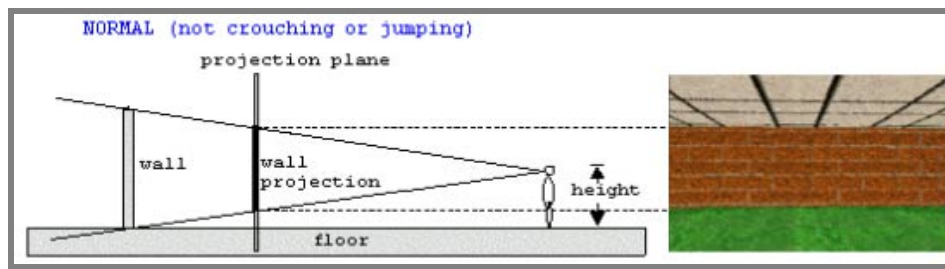 NORMAL (not crouching or jumping)
projection plane
wall
wall
projection
height
floor